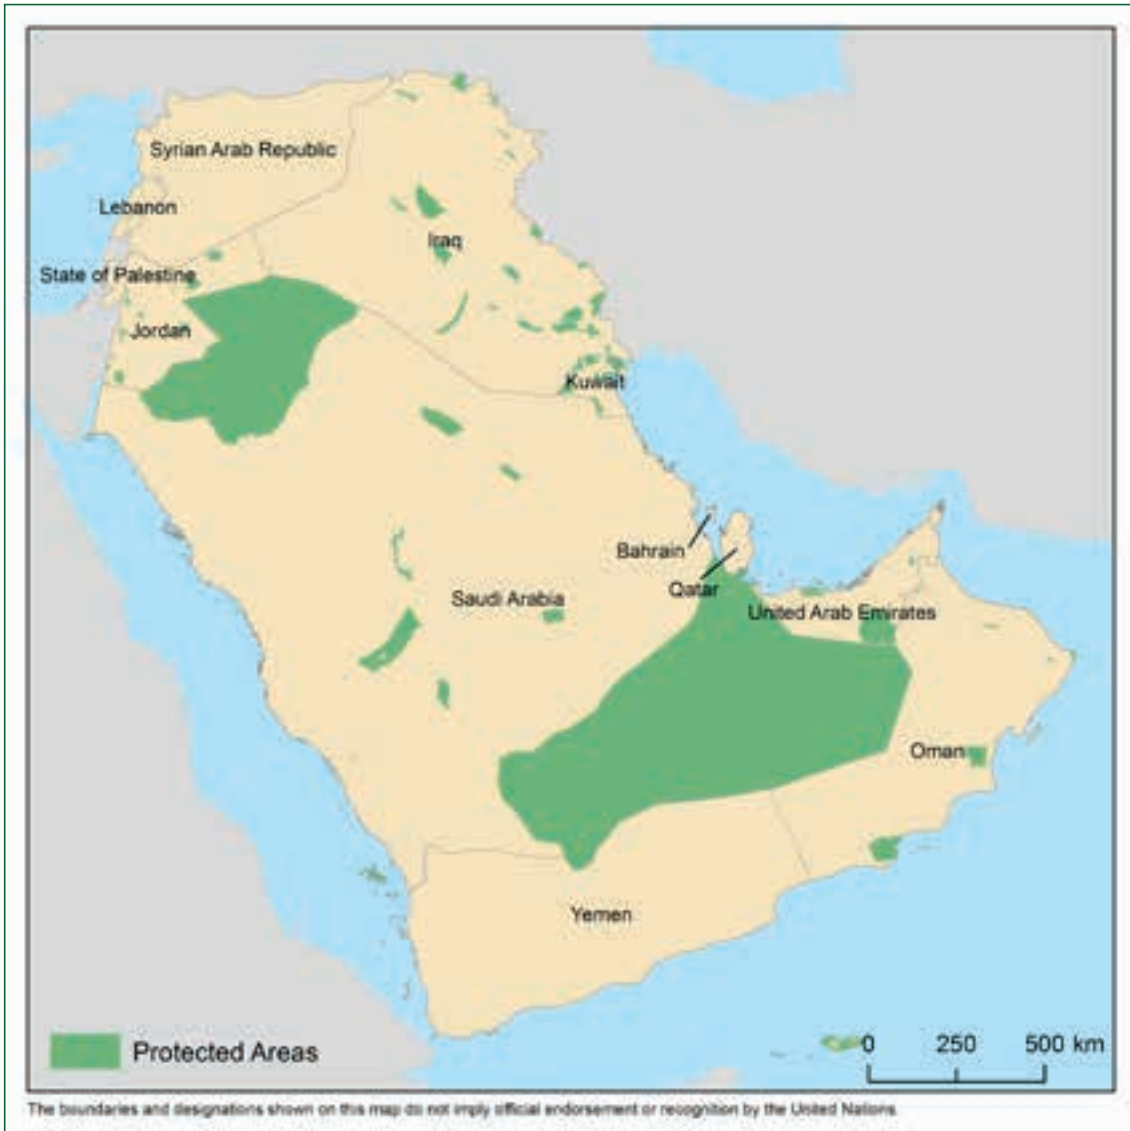 Syrian Arab Republic
Lebanon
Iraq
State of Palestine
Jordan
Kuwait
Bahrain
Qatar
Saudi Arabia
United Arab Emirates
Oman
Yemen
Protected Areas
0 250 500 km
The boundaries and designations shown on this map do not imply official endorsement or recognition by the United Nations.